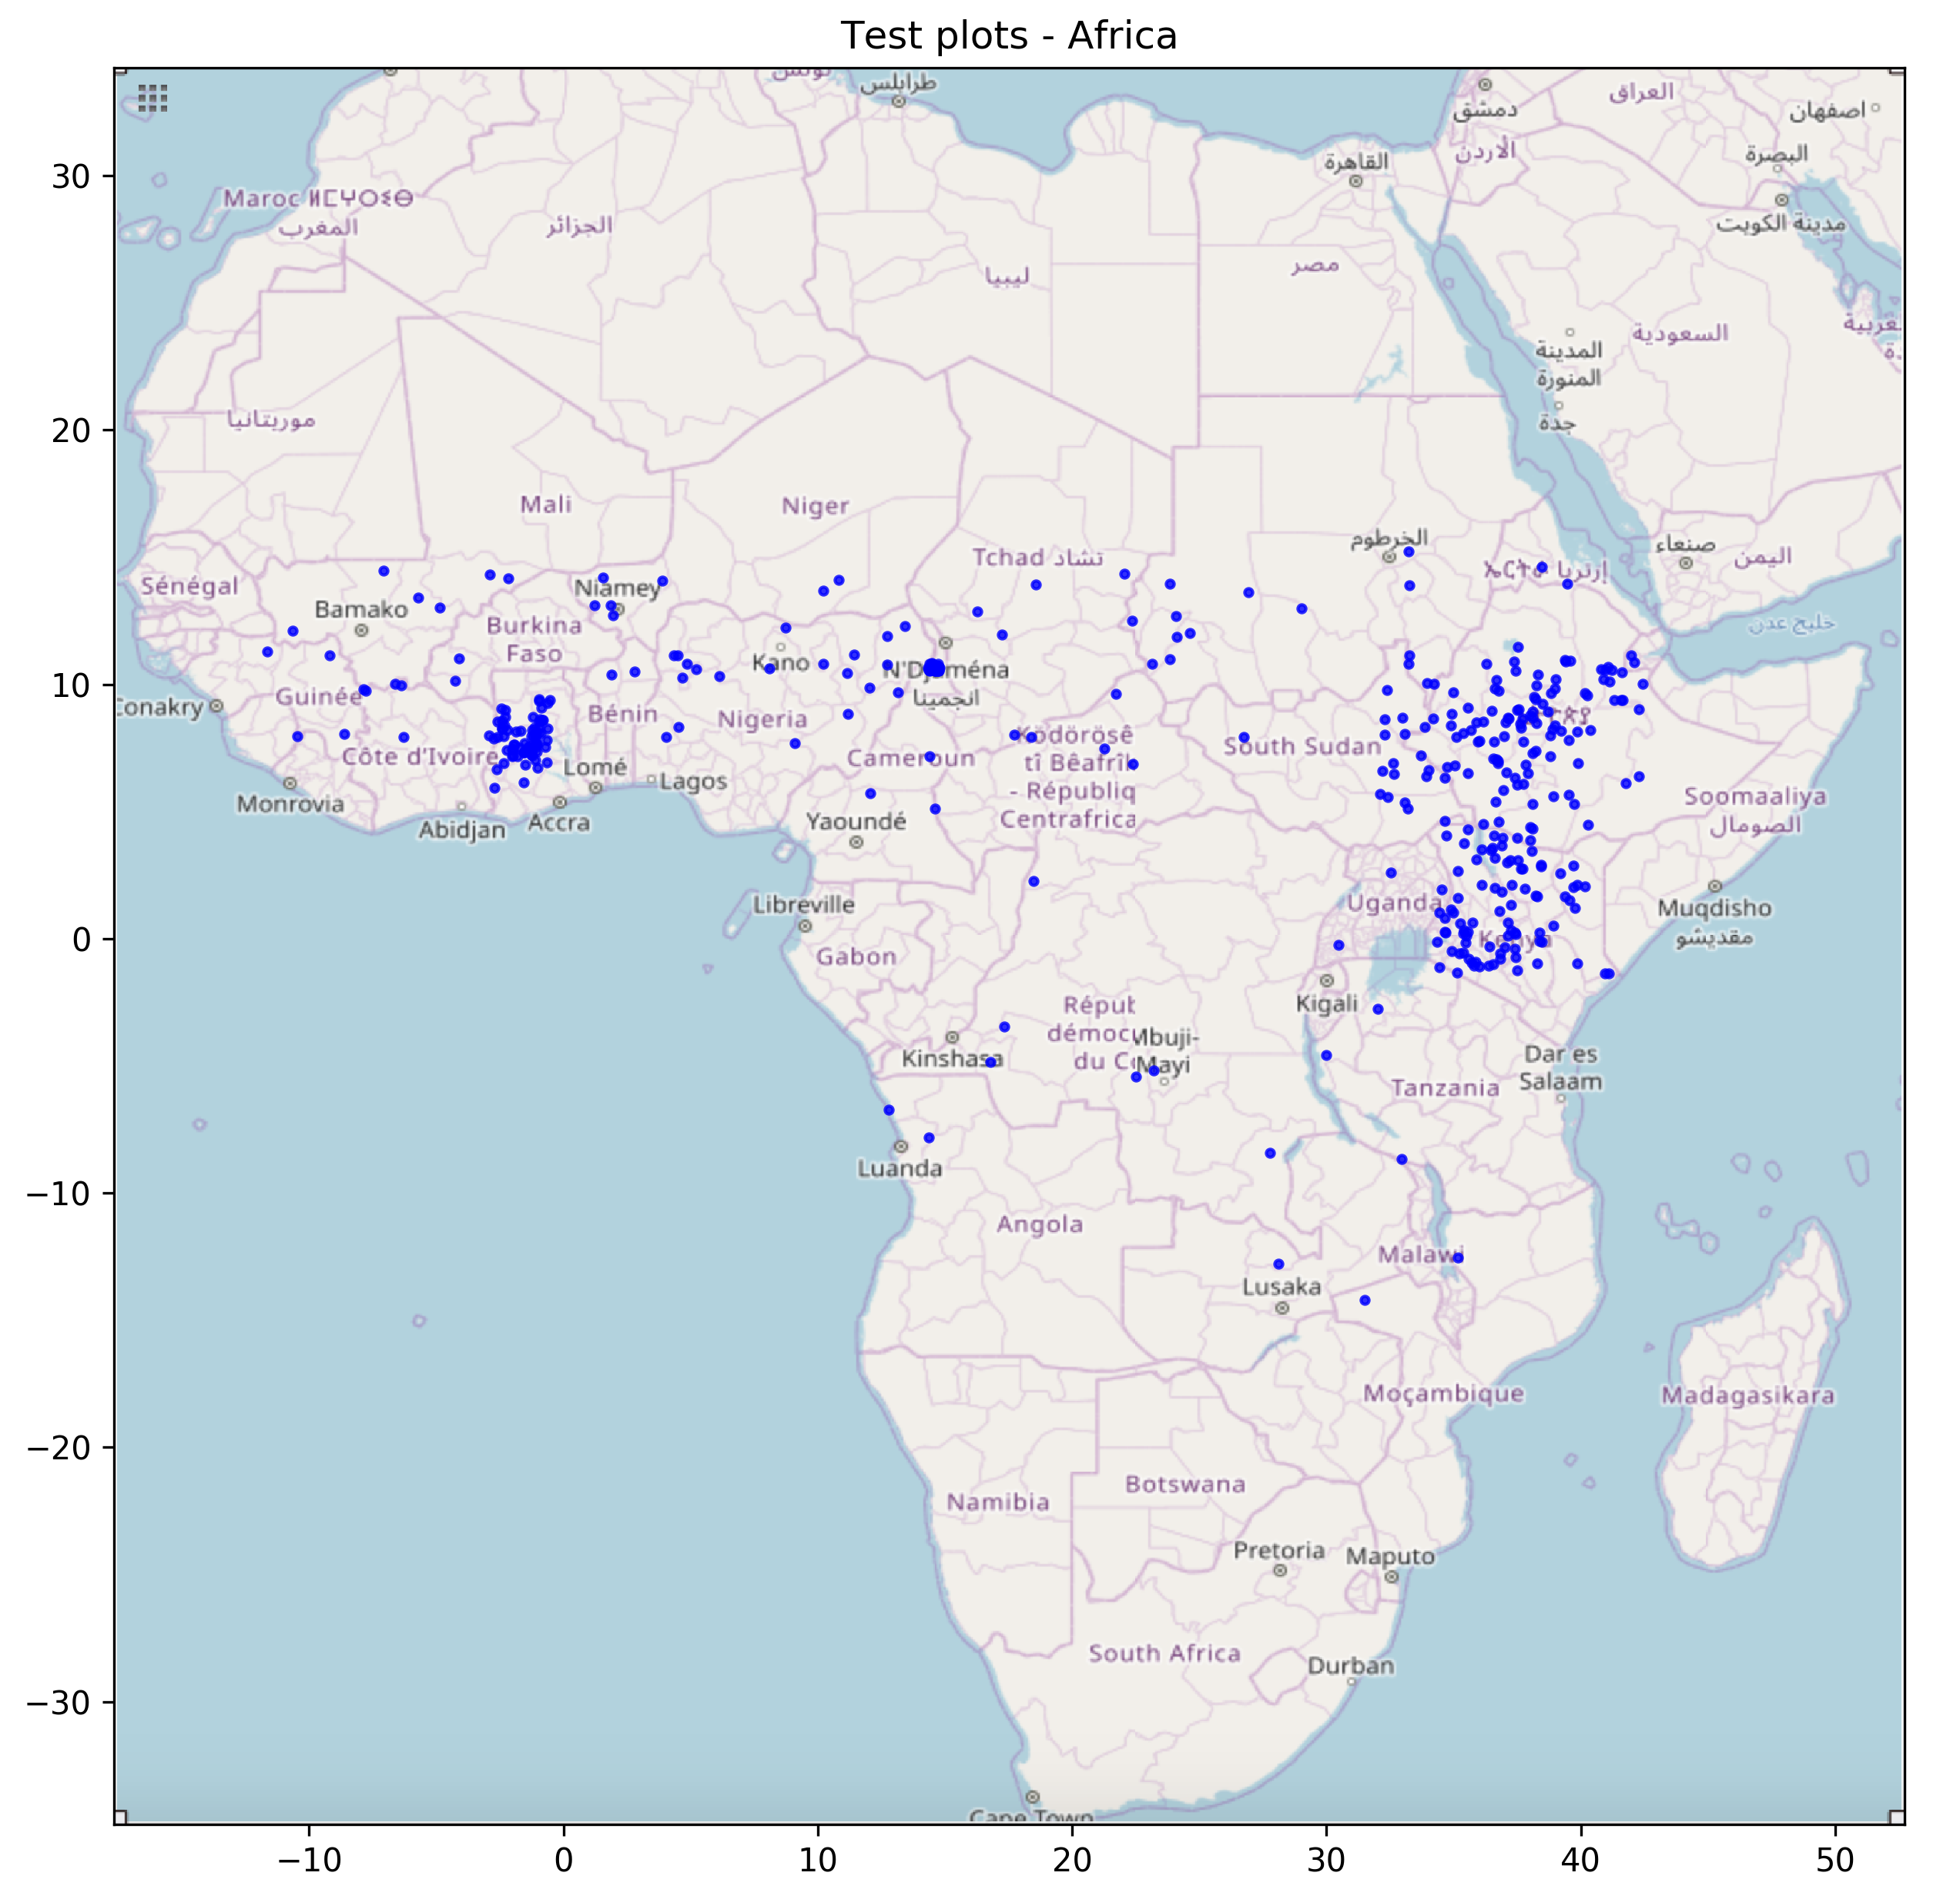 Test plots - Africa
طرابلس
دمشق
العراق
اصفهان
الأردن
البصرة
القاهرة
مدينة الكويت
Maroc ⵍⵎⵖⵔⵉⴱ
المغرب
الجزائر
ليبيا
مصر
السعودية
المدينة
المنورة
جدة
موريتانيا
Mali
Niger
Tchad تشاد
الخرطوم
صنعاء
اليمن
إرتريا
خليج عدن
Sénégal
Bamako
Niamey
Burkina
Faso
Kano
N'Djaména
انجمينا
Guinée
Conakry
Bénin
Nigeria
Côte d'Ivoire
Lomé
Lagos
Monrovia
Abidjan
Accra
Cameroun
Yaoundé
Ködörösê
tî Bêafrîk
- Républiq
Centrafrica
South Sudan
Soomaaliya
الصومال
Libreville
Gabon
Uganda
Kenya
Muqdisho
مقديشو
Kigali
Répub
démocr
du Co
Mbuji-
Mayi
Kinshasa
Dar es
Salaam
Tanzania
Luanda
Angola
Malawi
Lusaka
Moçambique
Madagasikara
Namibia
Botswana
Pretoria
Maputo
South Africa
Durban
Cape Town
30
20
10
0
−10
−20
−30
−10
0
10
20
30
40
50